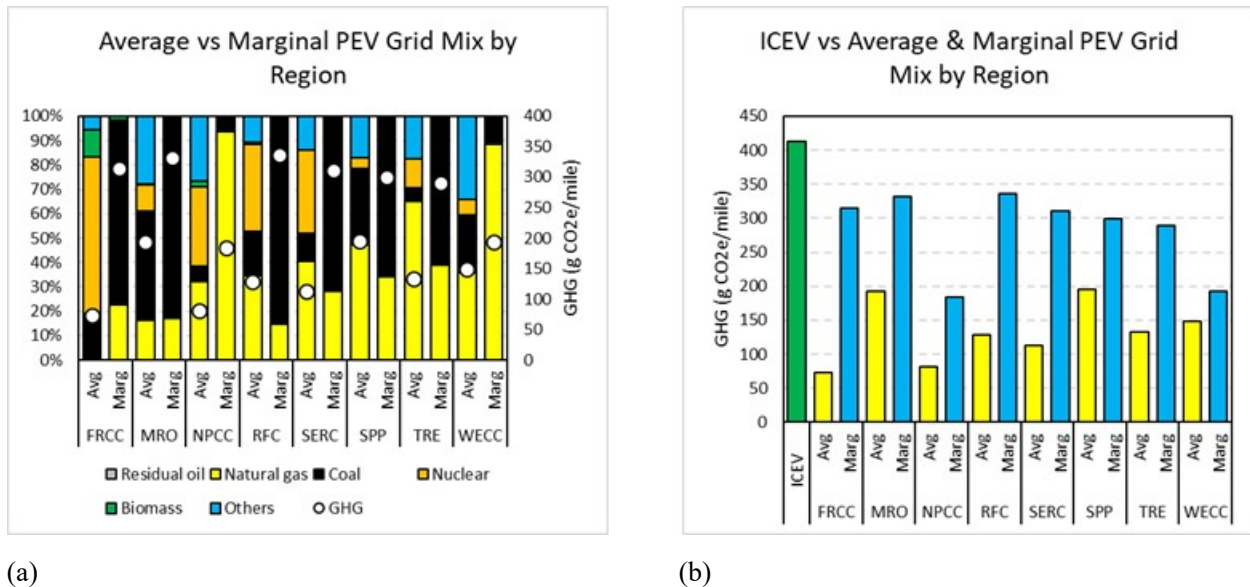 Average vs Marginal PEV Grid Mix by
Region
100%
90%
80%
70%
60%
50%
40%
30%
20%
10%
0%
400
350
300
250
200
150
100
50
0
GHG (g CO2e/mile)
Avg Marg Avg Marg Avg Marg Avg Marg Avg Marg Avg Marg Avg Marg Avg Marg
FRCC MRO NPCC RFC SERC SPP TRE WECC
Residual oil Natural gas Coal Nuclear
Biomass Others GHG
(a)
ICEV vs Average & Marginal PEV Grid
Mix by Region
GHG (g CO2e/mile)
450
400
350
300
250
200
150
100
50
0
ICEV Avg Marg Avg Marg Avg Marg Avg Marg Avg Marg Avg Marg Avg Marg Avg Marg
FRCC MRO NPCC RFC SERC SPP TRE WECC
(b)